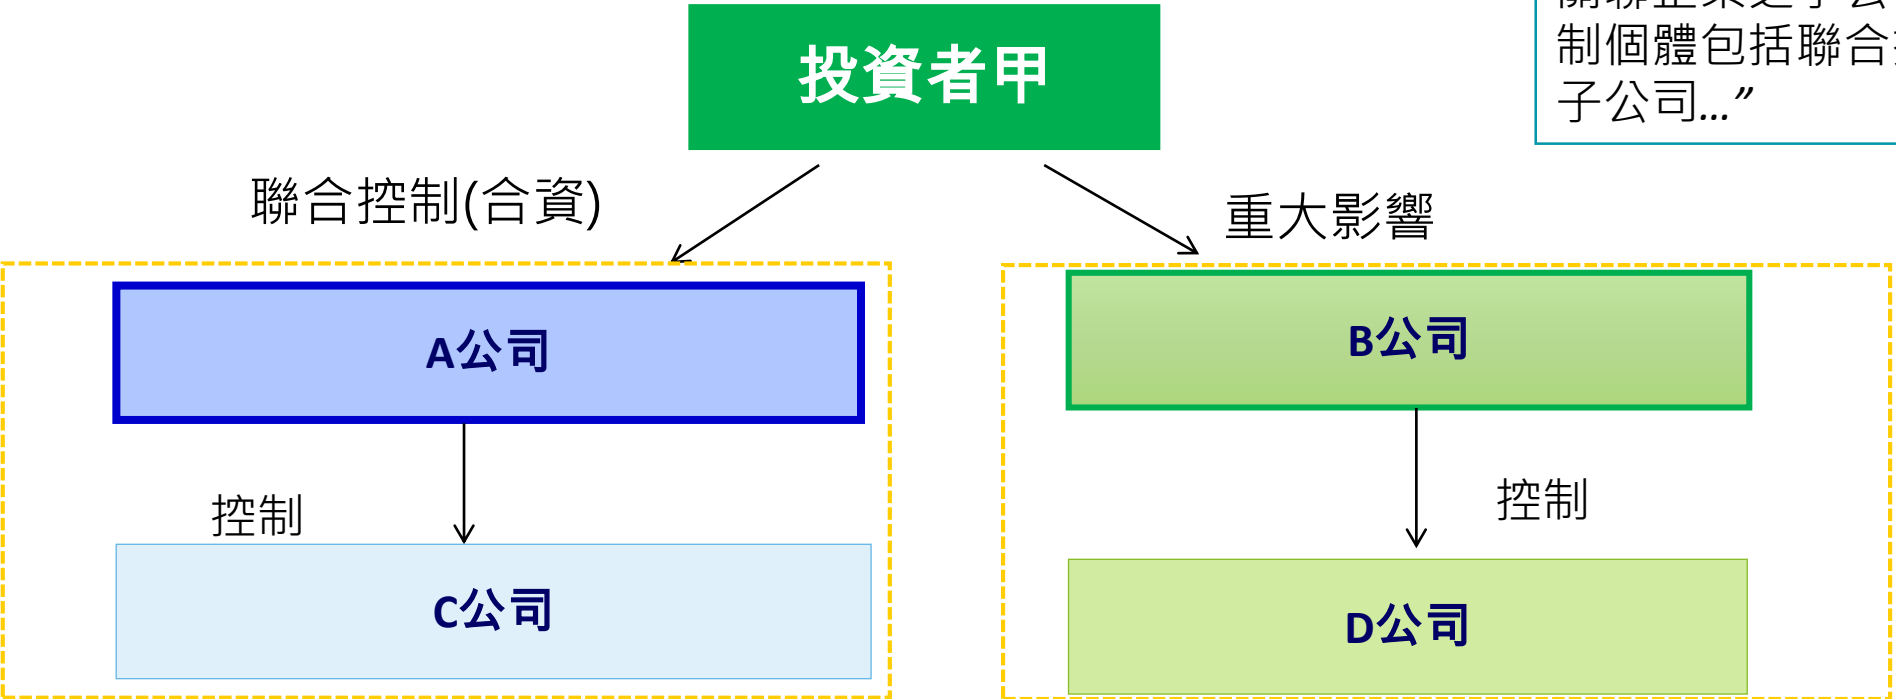 投資者甲
制個體包括聯合
子公司…”
聯合控制(合資)
重大影響
A公司
B公司
控制
控制
C公司
D公司